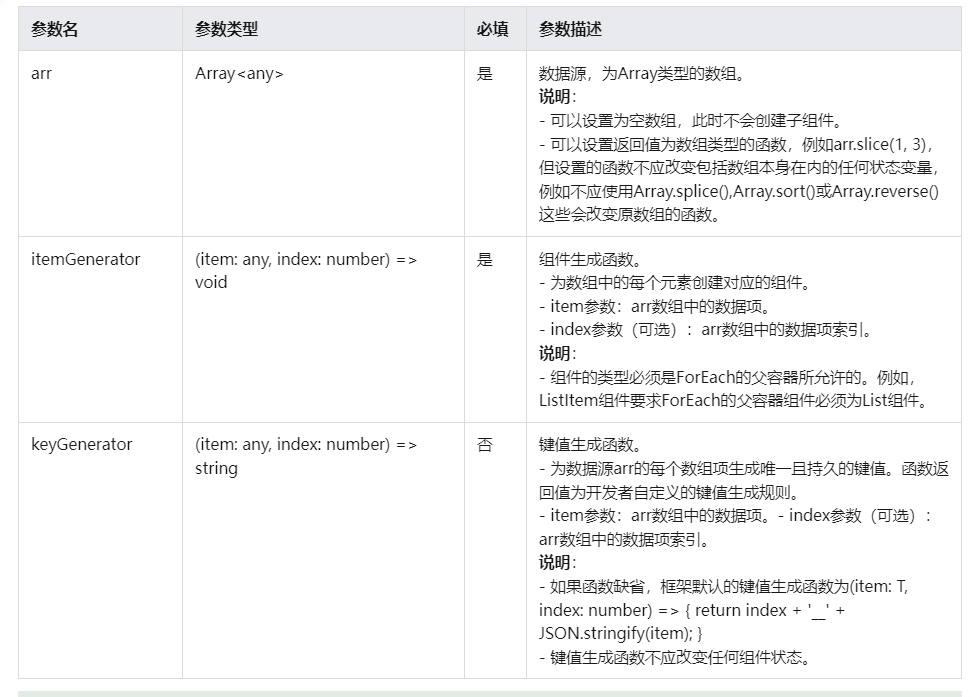 参数名 参数类型 必填 参数描述
arr Array<any> 是 数据源，为Array类型的数组。
说明：
- 可以设置为空数组，此时不会创建子组件。
- 可以设置返回值为数组类型的函数，例如arr.slice(1, 3)，
但设置的函数不应改变包括数组本身在内的任何状态变量，
例如不应使用Array.splice(),Array.sort()或Array.reverse()
这些会改变原数组的函数。
itemGenerator (item: any, index: number) => 是 组件生成函数。
void - 为数组中的每个元素创建对应的组件。
- item参数：arr数组中的数据项。
- index参数（可选）：arr数组中的数据项索引。
说明：
- 组件的类型必须是ForEach的父容器所允许的。例如，
ListItem组件要求ForEach的父容器组件必须为List组件。
keyGenerator (item: any, index: number) => 否 键值生成函数。
string - 为数据源arr的每个数组项生成唯一且持久的键值。函数返
回值为开发者自定义的键值生成规则。
- item参数：arr数组中的数据项。- index参数（可选）：
arr数组中的数据项索引。
说明：
- 如果函数缺省，框架默认的键值生成函数为(item: T,
index: number) => { return index + '__' +
JSON.stringify(item); }
- 键值生成函数不应改变任何组件状态。